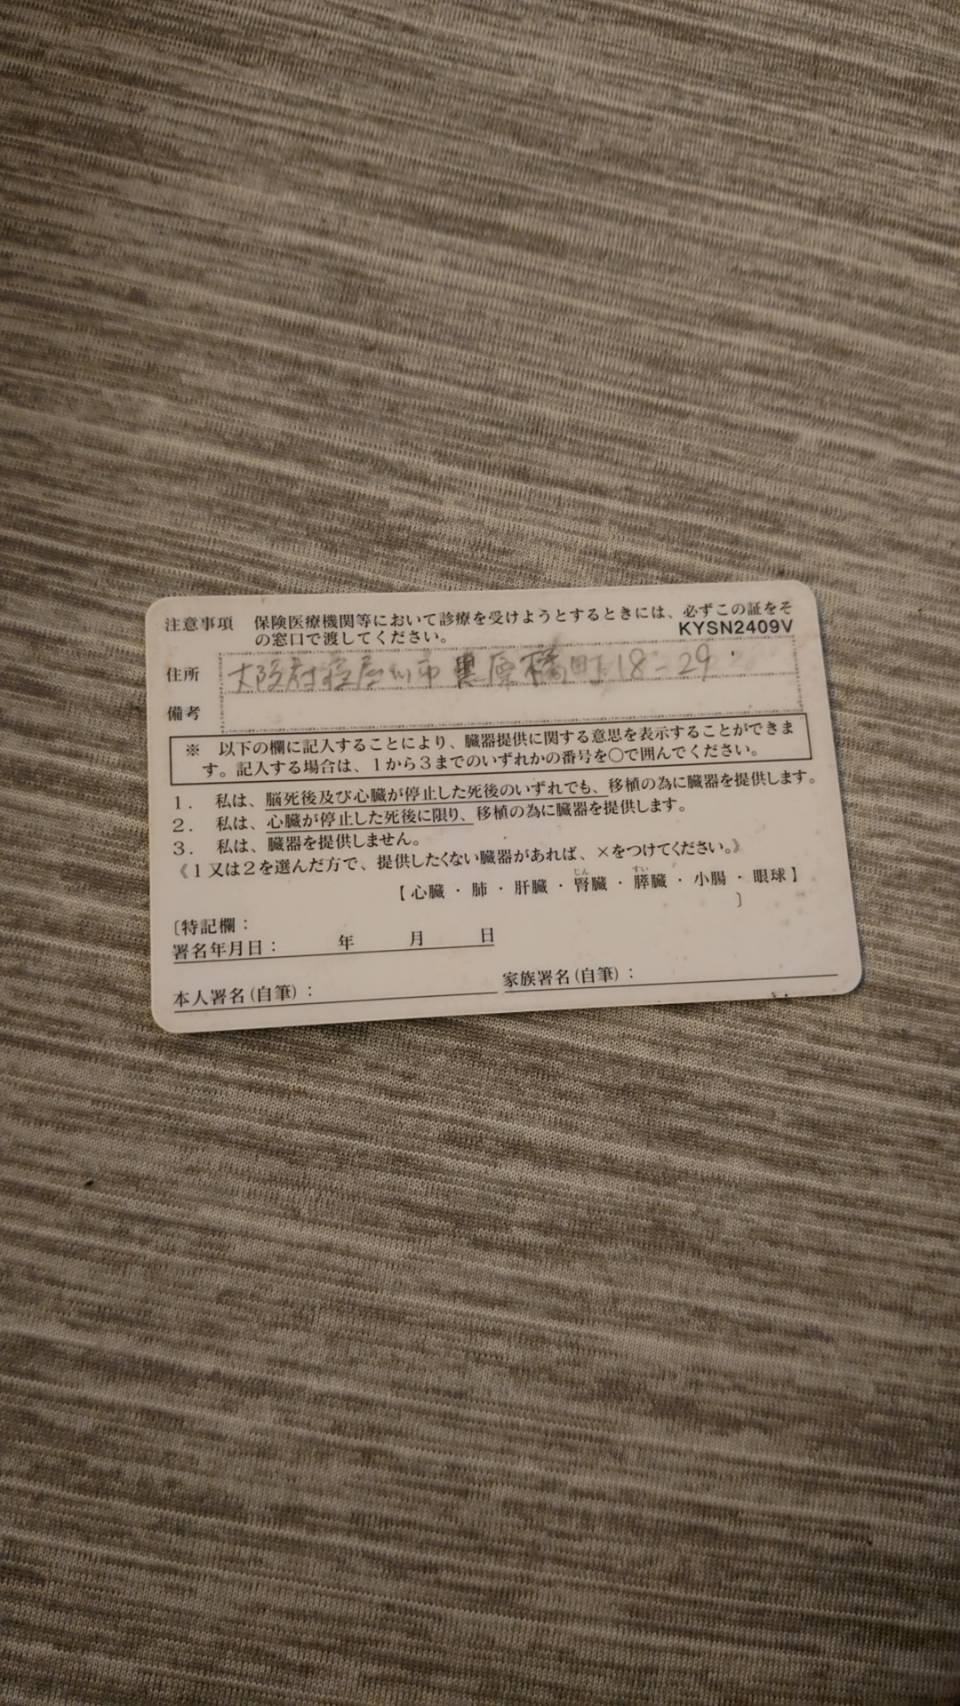 注意事項 保険医療機関等において診療を受けようとするときには、必ずこの証をそ
の窓口で渡してください。 KYSN2409V
住所 大阪府寝屋川市黒原橘町18-29
備考
※ 以下の欄に記入することにより、臓器提供に関する意思を表示することができま
す。記入する場合は、1から3までのいずれかの番号を○で囲んでください。
1. 私は、脳死後及び心臓が停止した死後のいずれでも、移植の為に臓器を提供します。
2. 私は、心臓が停止した死後に限り、移植の為に臓器を提供します。
3. 私は、臓器を提供しません。
《1又は2を選んだ方で、提供したくない臓器があれば、×をつけてください。》
【心臓・肺・肝臓・腎臓・膵臓・小腸・眼球】
〔特記欄： 〕
署名年月日： 年 月 日
本人署名(自筆)： 家族署名(自筆)：